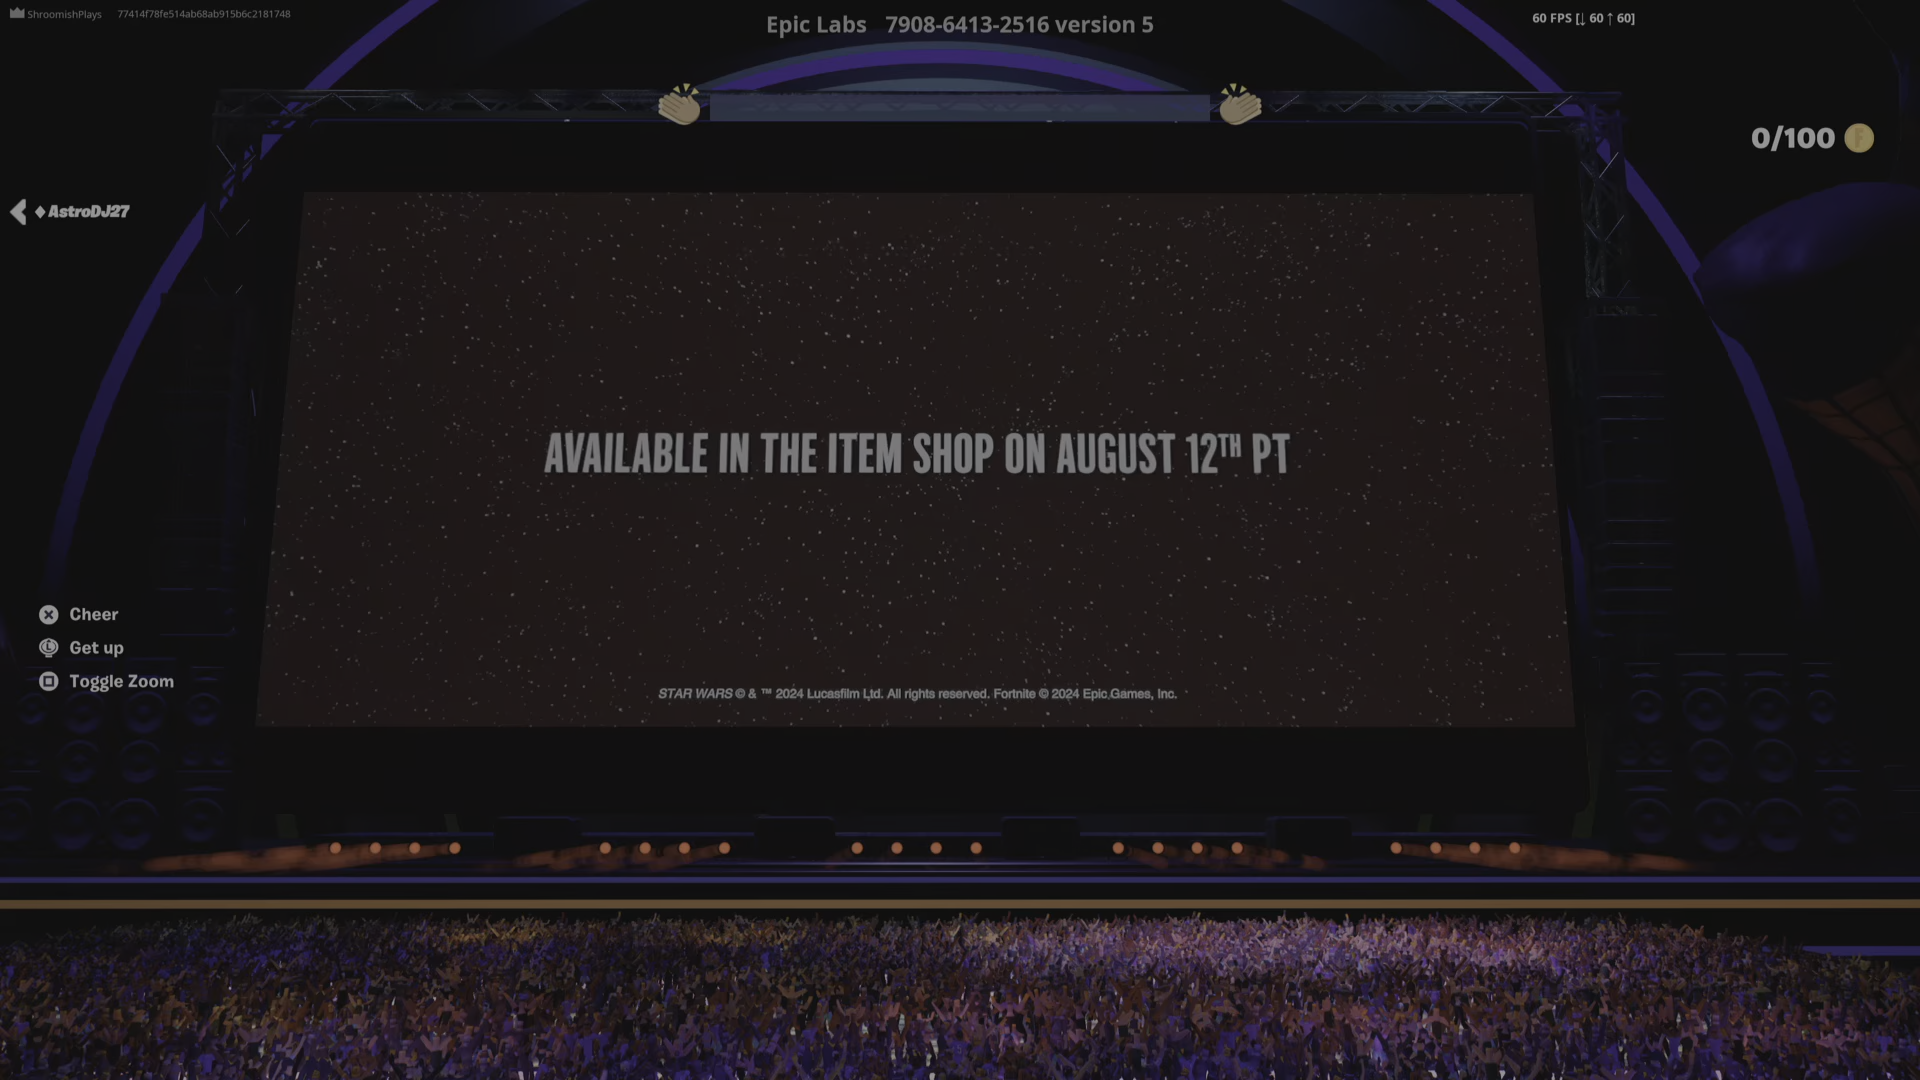 ShroomishPlays 77414f78fe514ab68ab915b6c2181748
Epic Labs 7908-6413-2516 version 5
60 FPS [↓ 60 ↑ 60]
0/100
AstroDJ27
AVAILABLE IN THE ITEM SHOP ON AUGUST 12TH PT
Cheer
Get up
Toggle Zoom
STAR WARS © & ™ 2024 Lucasfilm Ltd. All rights reserved. Fortnite © 2024 Epic Games, Inc.